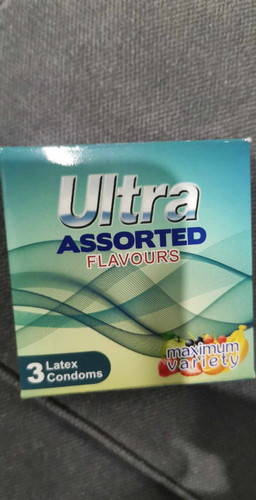 Ultra
ASSORTED
FLAVOURS
3 Latex
Condoms
maximum
variety